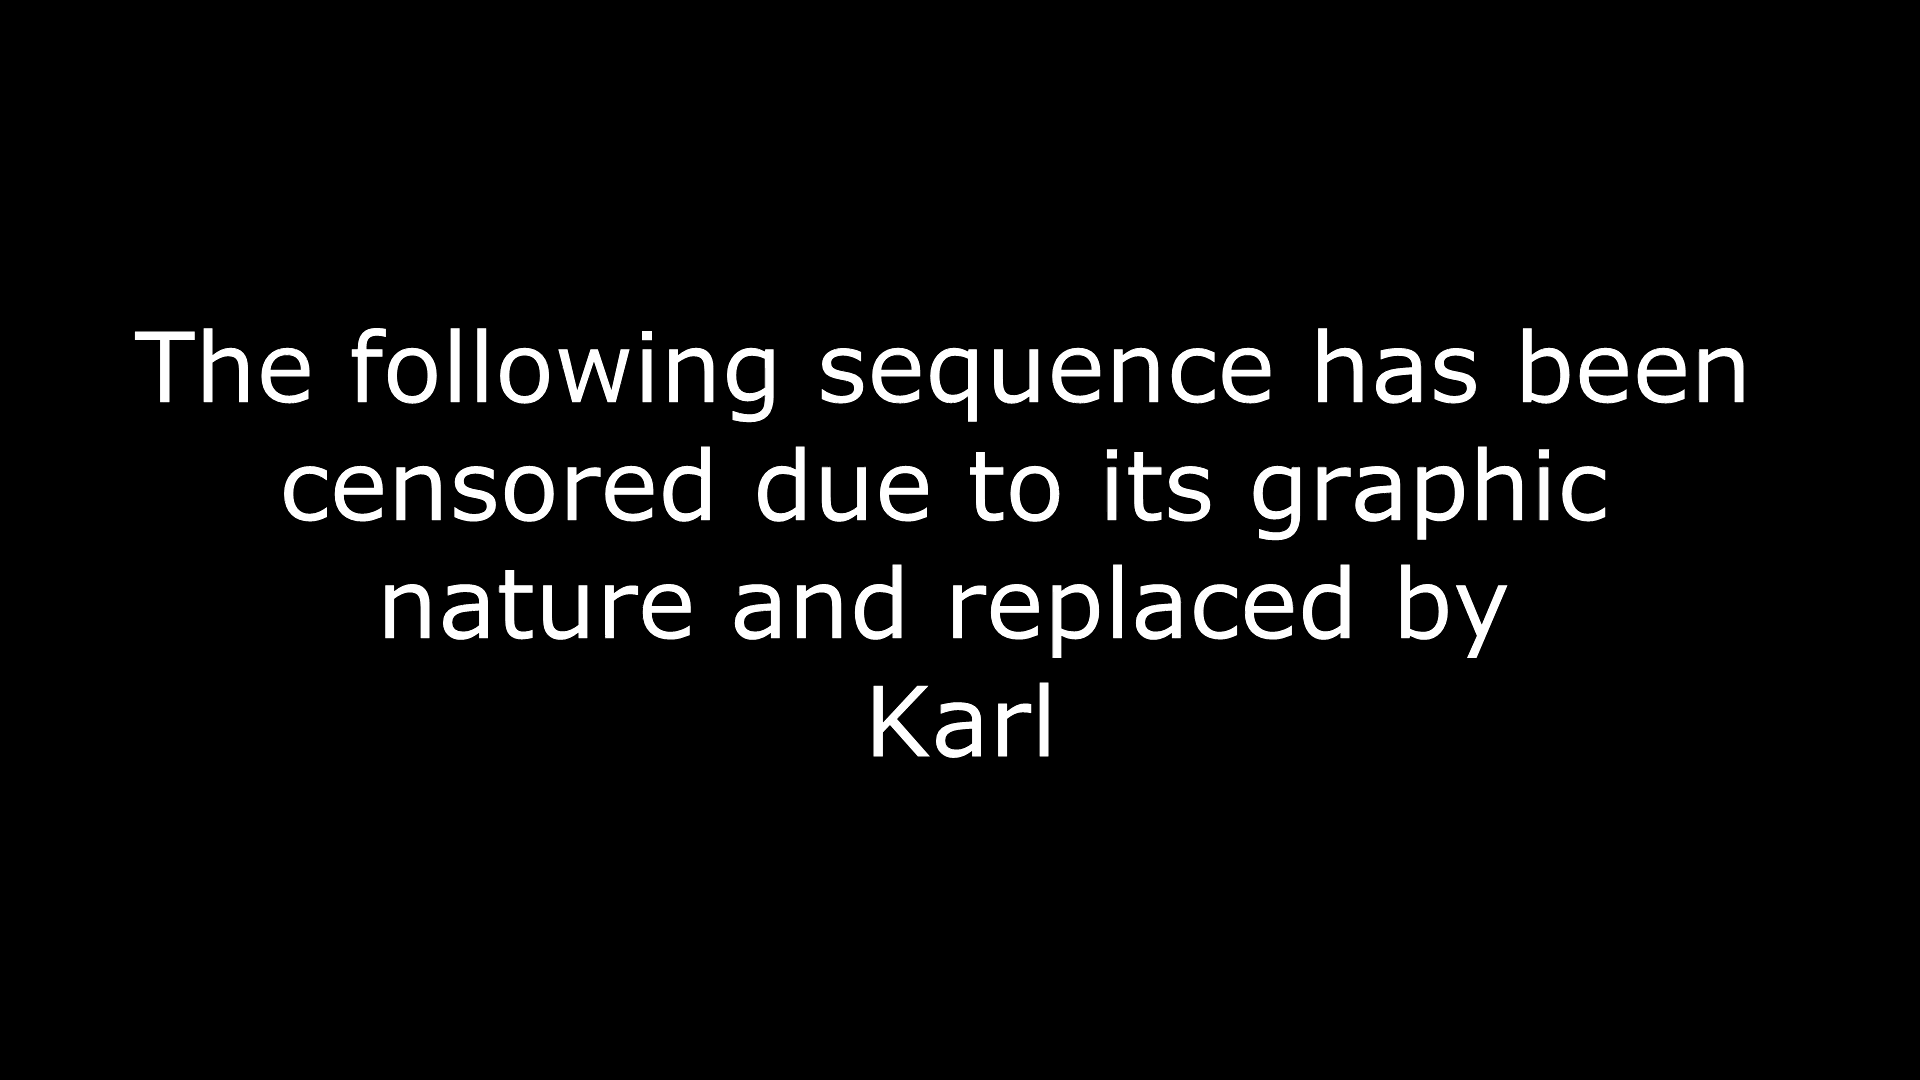 The following sequence has been
censored due to its graphic
nature and replaced by
Karl